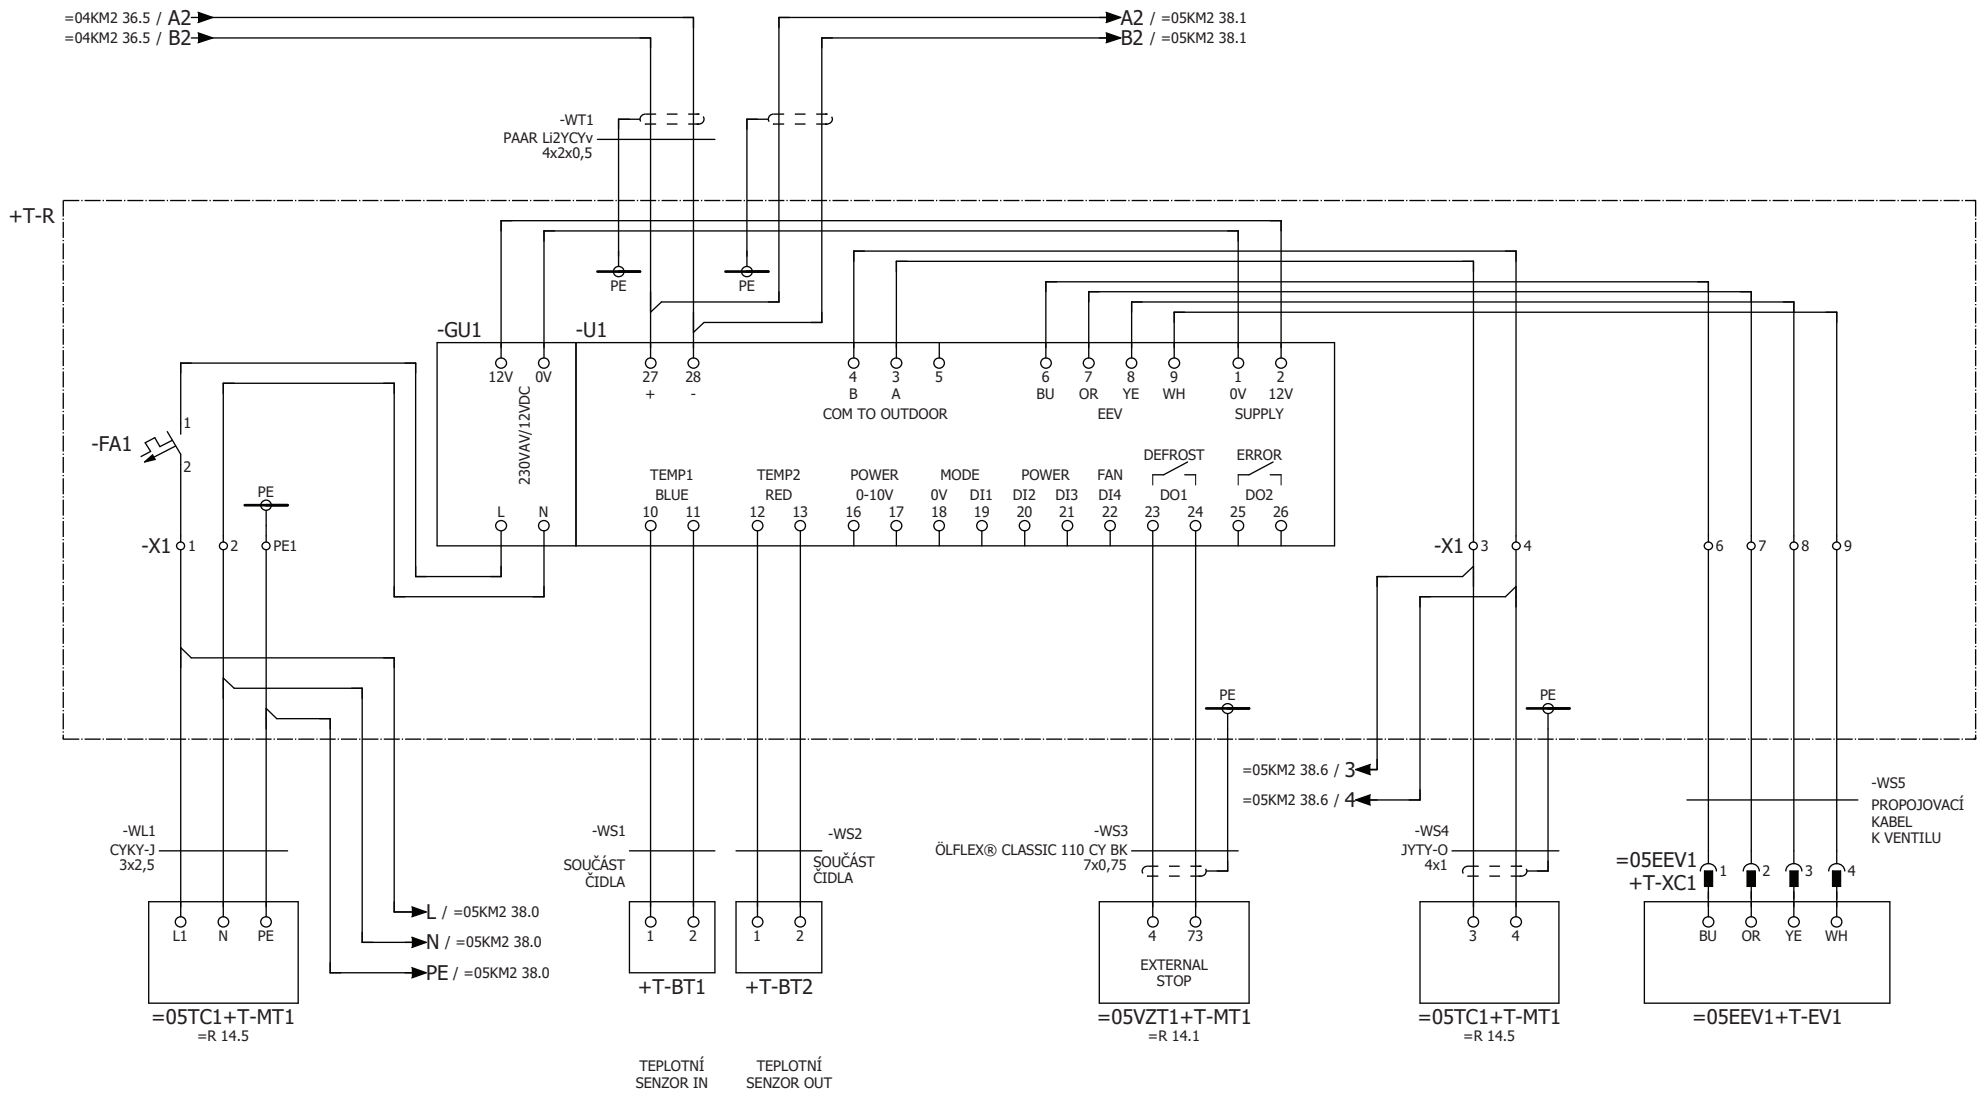 =04KM2 36.5 / A2
=04KM2 36.5 / B2
A2 / =05KM2 38.1
B2 / =05KM2 38.1
-WT1
PAAR Li2YCYv
4x2x0,5
+T-R
PE
PE
-GU1
-U1
12V
0V
230VAV/12VDC
L
N
27
28
+
-
4
3
5
B
A
COM TO OUTDOOR
6
7
8
9
BU
OR
YE
WH
EEV
1
2
0V
12V
SUPPLY
DEFROST
ERROR
TEMP1
BLUE
10
11
TEMP2
RED
12
13
POWER
0-10V
16
17
MODE
0V
DI1
18
19
POWER
DI2
DI3
20
21
FAN
DI4
22
DO1
23
24
DO2
25
26
-FA1
1
2
PE
-X1
1
2
PE1
-X1
3
4
6
7
8
9
PE
PE
=05KM2 38.6 / 3
=05KM2 38.6 / 4
-WL1
CYKY-J
3x2,5
-WS1
SOUČÁST
ČIDLA
-WS2
SOUČÁST
ČIDLA
-WS3
ÖLFLEX® CLASSIC 110 CY BK
7x0,75
-WS4
JYTY-O
4x1
-WS5
PROPOJOVACÍ
KABEL
K VENTILU
=05EEV1
+T-XC1
1
2
3
4
L / =05KM2 38.0
N / =05KM2 38.0
PE / =05KM2 38.0
L1
N
PE
=05TC1+T-MT1
=R 14.5
1
2
+T-BT1
1
2
+T-BT2
4
73
EXTERNAL
STOP
=05VZT1+T-MT1
=R 14.1
3
4
=05TC1+T-MT1
=R 14.5
BU
OR
YE
WH
=05EEV1+T-EV1
TEPLOTNÍ
SENZOR IN
TEPLOTNÍ
SENZOR OUT